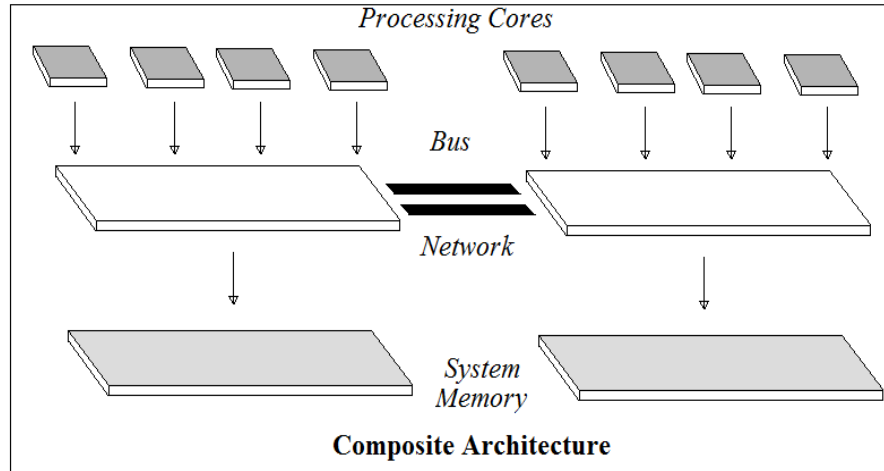 Processing Cores
Bus
Network
System
Memory
Composite Architecture